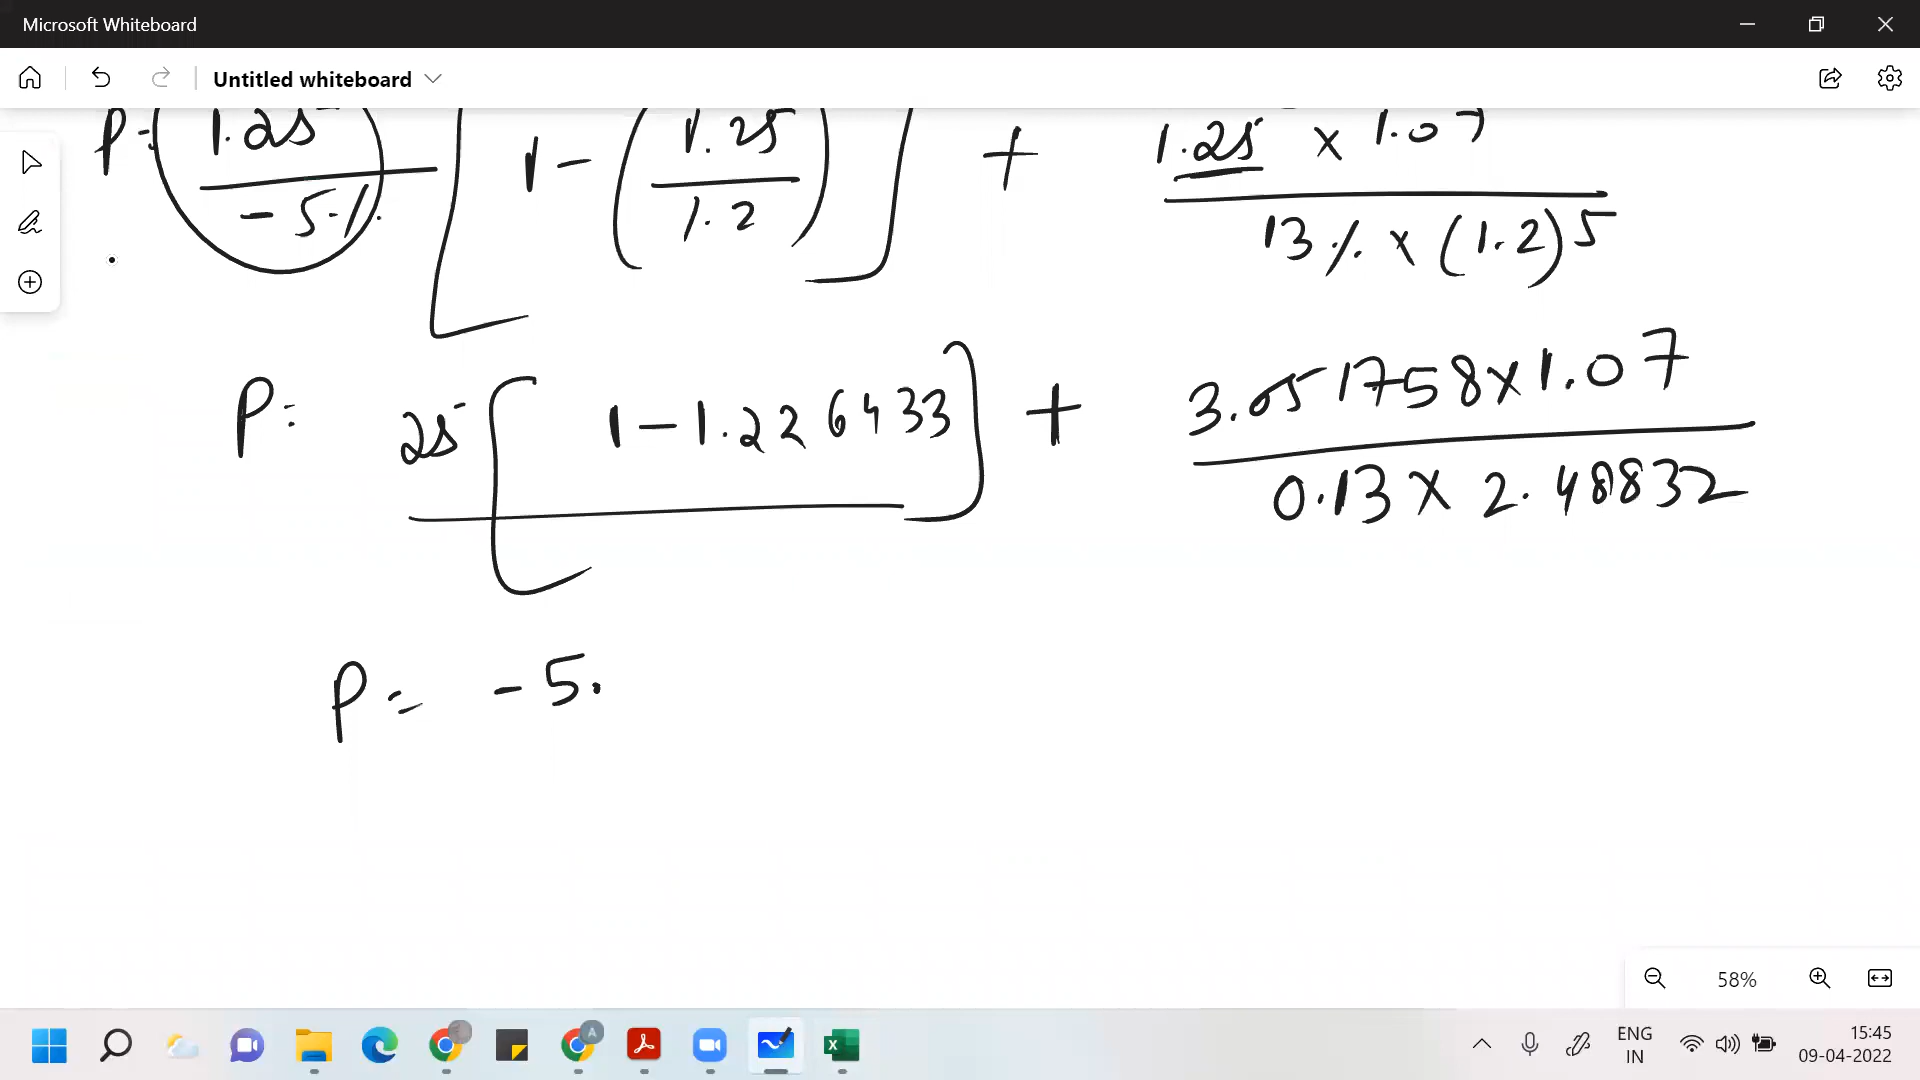 Microsoft Whiteboard
Untitled whiteboard
P = 1.25 / -5% [ 1 - ( 1.25 / 1.2 ) ] + 1.25 x 1.07 / 13% x (1.2)5
P = 25 [ 1 - 1.226433 ] + 3.051758 x 1.07 / 0.13 x 2.48832
P = - 5.
58%
ENG
IN
15:45
09-04-2022